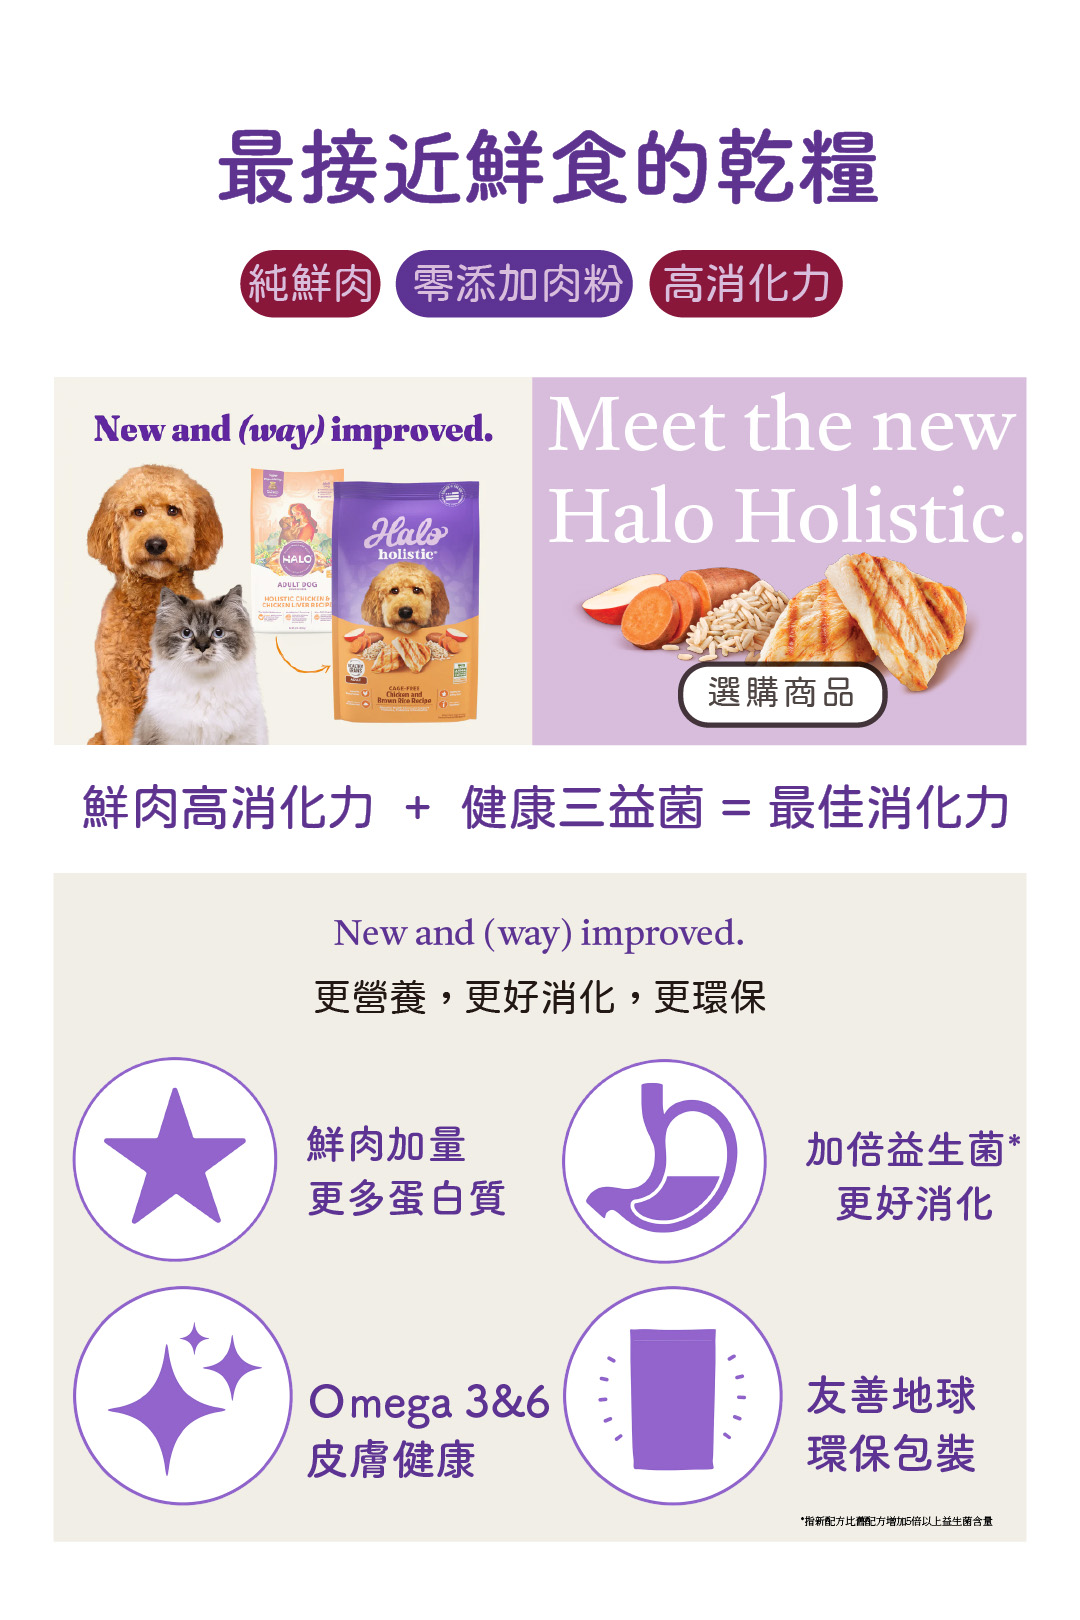 最接近鮮食的乾糧
純鮮肉 零添加肉粉 高消化力
New and (way) improved.
Meet the new
Halo Holistic.
HALO
ADULT DOG
HOLISTIC CHICKEN &
CHICKEN LIVER RECIPE
Halo
holistic
CAGE-FREE
Chicken and
Brown Rice Recipe
選購商品
鮮肉高消化力 + 健康三益菌 = 最佳消化力
New and (way) improved.
更營養，更好消化，更環保
鮮肉加量
更多蛋白質
加倍益生菌*
更好消化
Omega 3&6
皮膚健康
友善地球
環保包裝
*指新配方比舊配方增加5倍以上益生菌含量